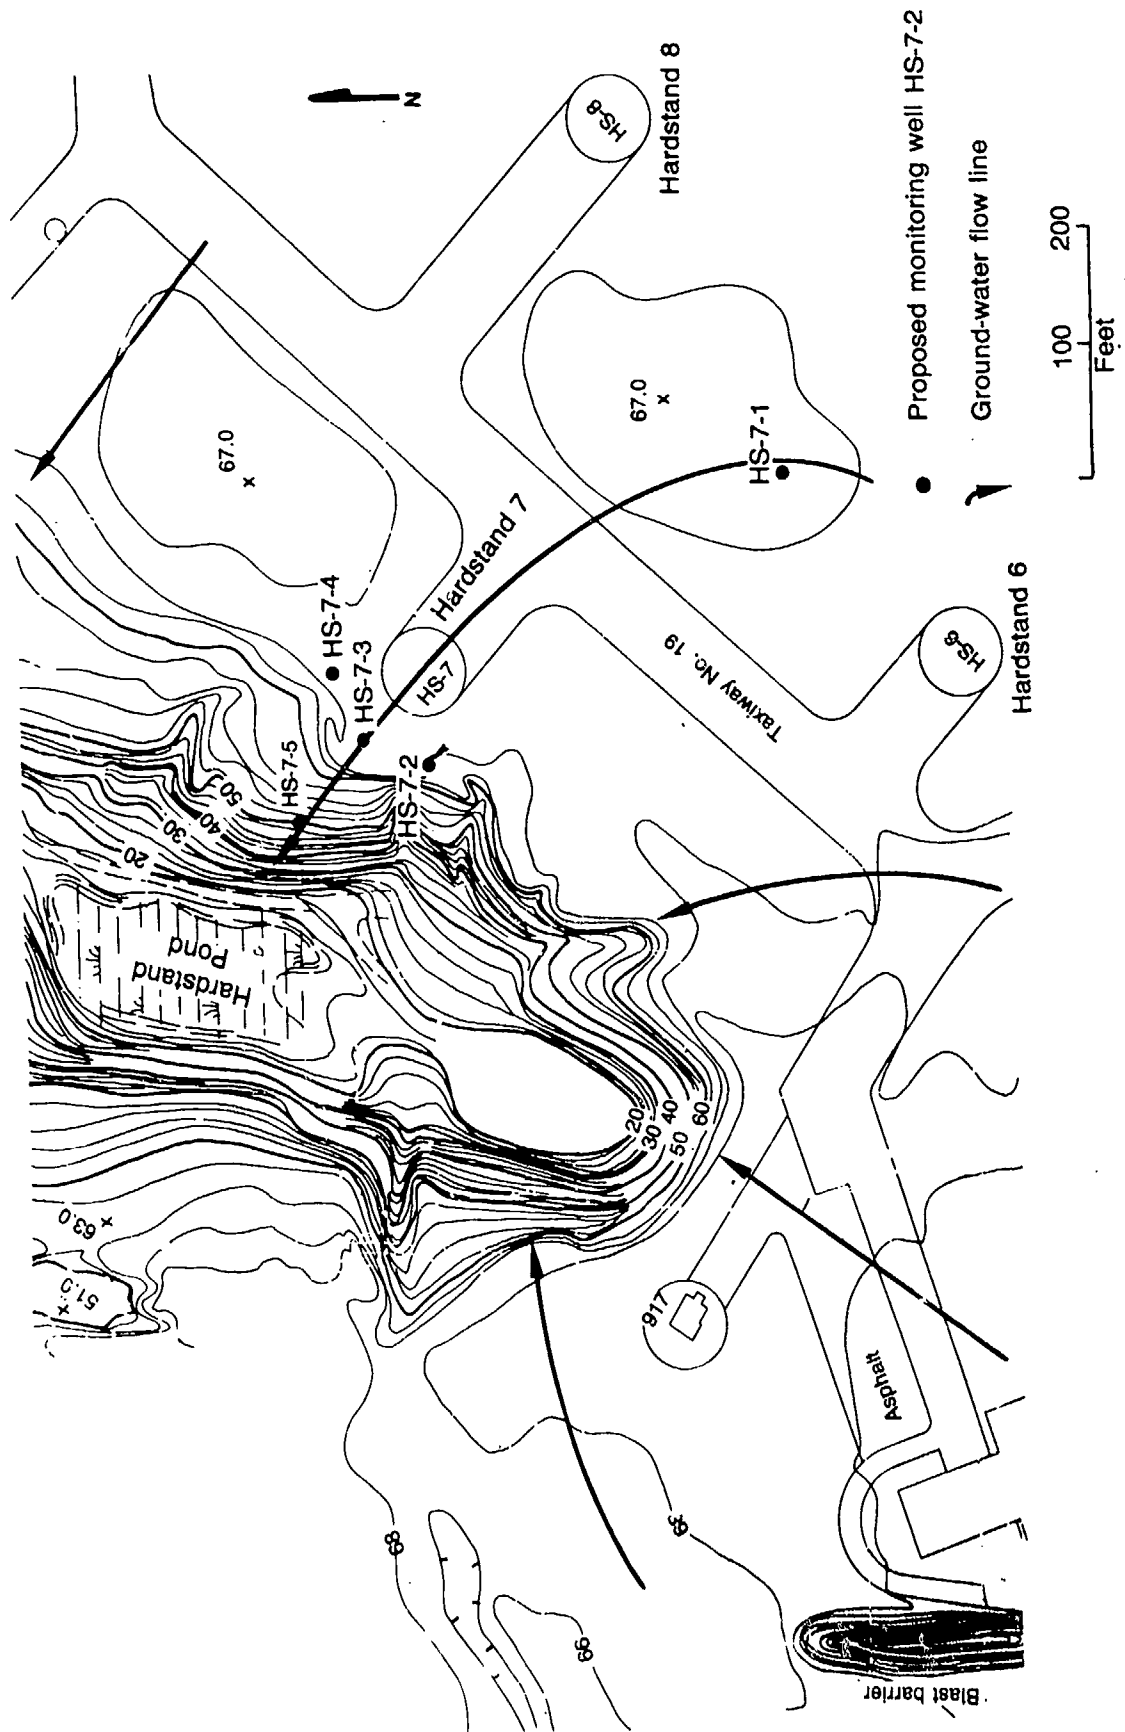 HS-8
Hardstand 8
N
67.0
x
67.0
x
HS-7-1
Hardstand 7
HS-7
HS-7-4
HS-7-3
HS-7-5
HS-7-2
50
40
30
20
Hardstand
Pond
Taxiway No. 19
HS-6
Hardstand 6
20
30
40
50
60
63.0
x
51.0
x
917
Asphalt
68
66
Blast barrier
Proposed monitoring well HS-7-2
Ground-water flow line
100
200
Feet